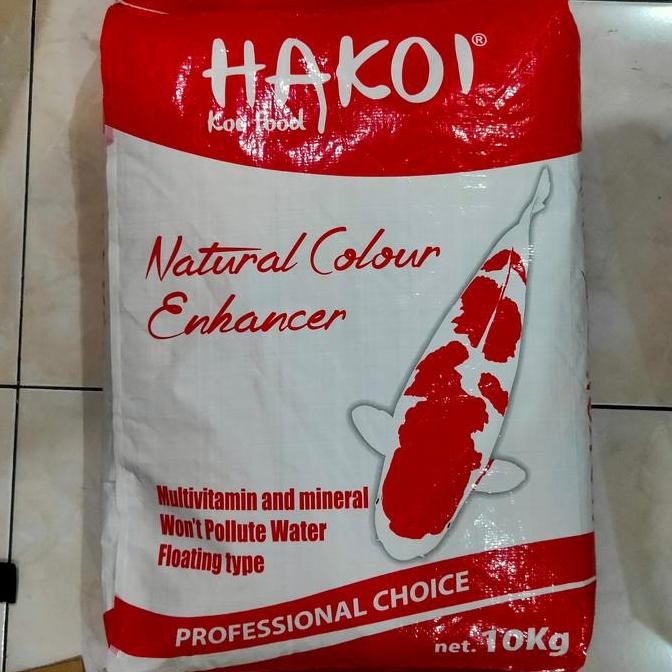 HAKOI®
Koi Food
Natural Colour
Enhancer
Multivitamin and mineral
Won't Pollute Water
Floating type
PROFESSIONAL CHOICE
net. 10Kg